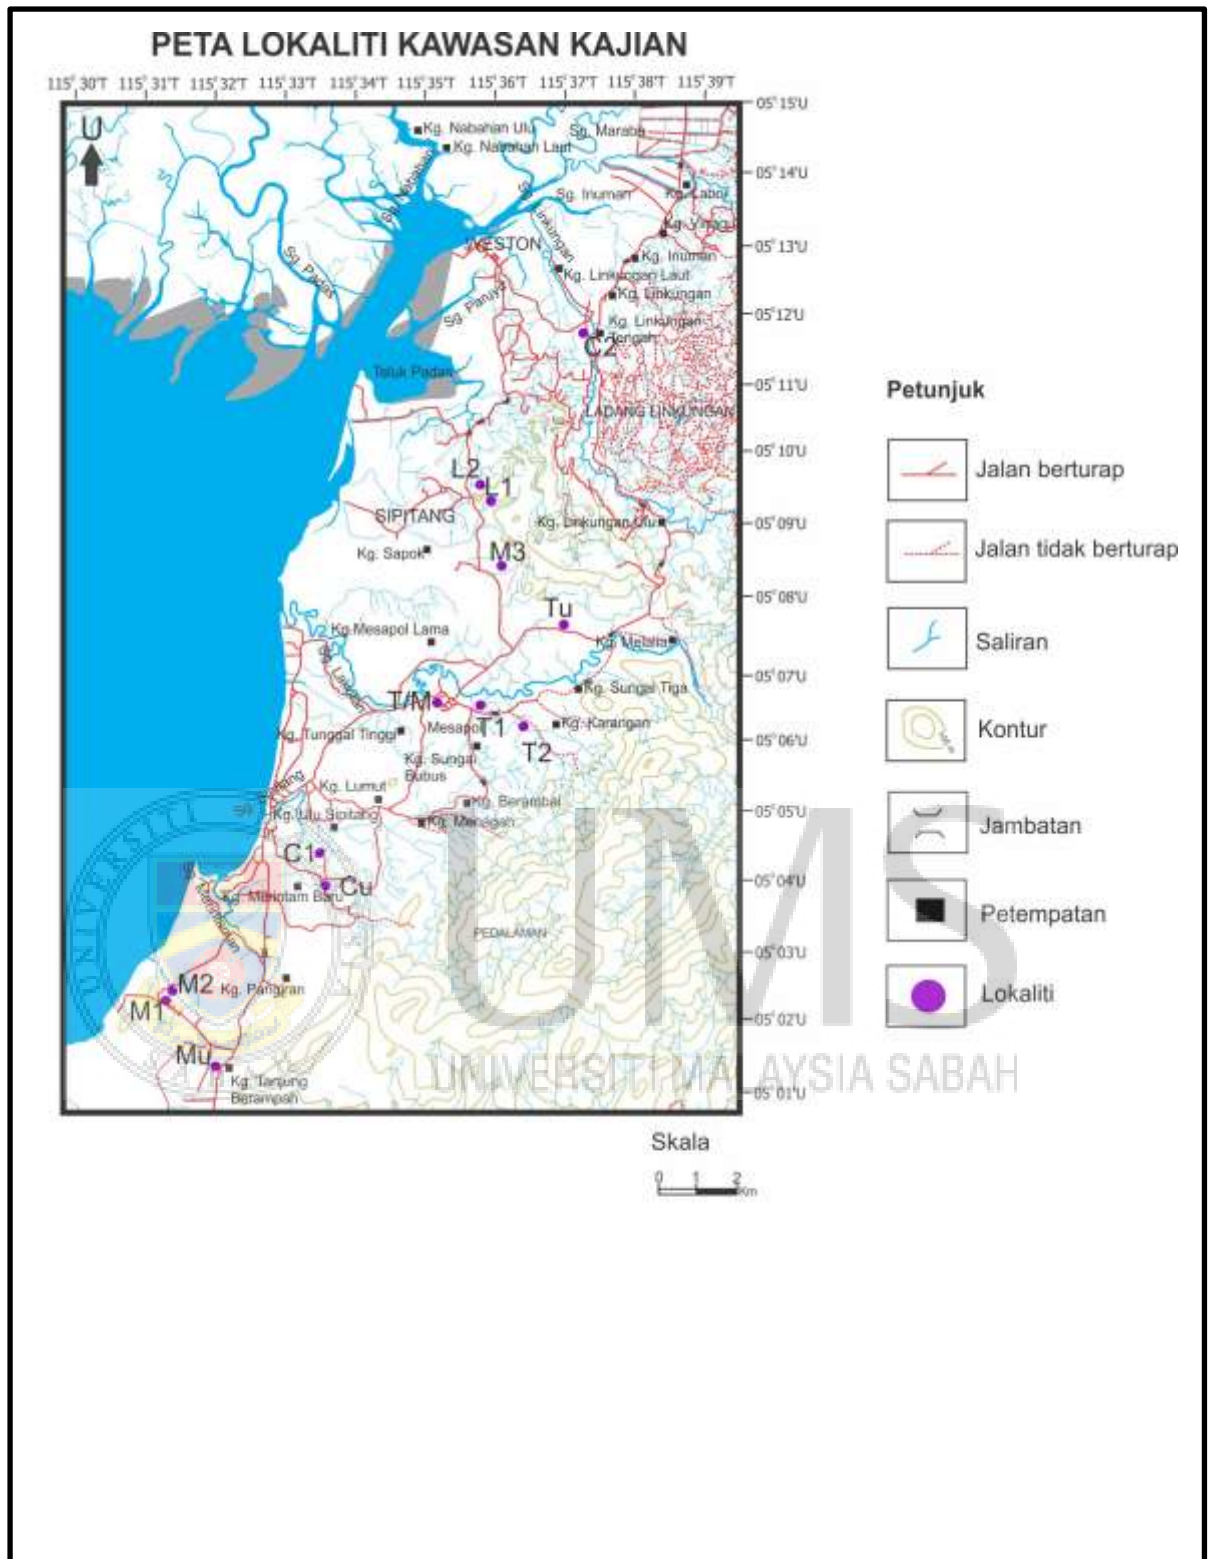 PETA LOKALITI KAWASAN KAJIAN
115° 30'T 115° 31'T 115° 32'T 115° 33'T 115° 34'T 115° 35'T 115° 36'T 115° 37'T 115° 38'T 115° 39'T
05° 15'U
U
Kg. Nabahan Ulu
Sg. Maraba
Kg. Nabahan Laut
05° 14'U
Sg. Nabahan
Sg. Linkungan
Sg. Inuman
05° 13'U
WESTON
Kg. Inuman
Sg. Padas
Kg. Linkungan Laut
Kg. Linkungan
05° 12'U
Kg. Linkungan
Tengah
C2
Teluk Padas
05° 11'U
LADANG LINKUNGAN
05° 10'U
L2
L1
SIPITANG
Kg. Linkungan Ulu
05° 09'U
Kg. Sapok
M3
05° 08'U
Tu
Kg. Mesapol Lama
Kg. Melalia
05° 07'U
Kg. Sungai Tiga
T/M
Mesapol
T1
Kg. Karangan
Kg. Tunggal Tinggi
05° 06'U
T2
Kg. Sungai
Bubus
Kg. Lumut
Kg. Berambai
05° 05'U
Kg. Ulu Sipitang
Kg. Menagah
C1
Cu
05° 04'U
Kg. Merintam Baru
PEDALAMAN
05° 03'U
M2
Kg. Pangiran
M1
05° 02'U
Mu
Kg. Tanjung
Berampah
05° 01'U
Petunjuk
Jalan berturap
Jalan tidak berturap
Saliran
Kontur
Jambatan
Petempatan
Lokaliti
Skala
0 1 2
Km
UNIVERSITI
UMS
UNIVERSITI MALAYSIA SABAH